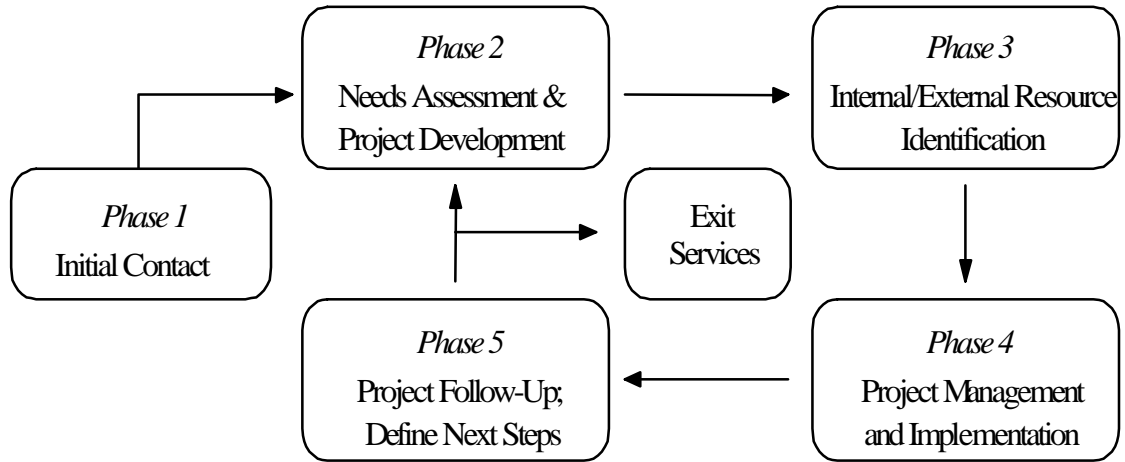 Phase 1
Initial Contact
Phase 2
Needs Assessment &
Project Development
Phase 3
Internal/External Resource
Identification
Exit
Services
Phase 5
Project Follow-Up;
Define Next Steps
Phase 4
Project Management
and Implementation